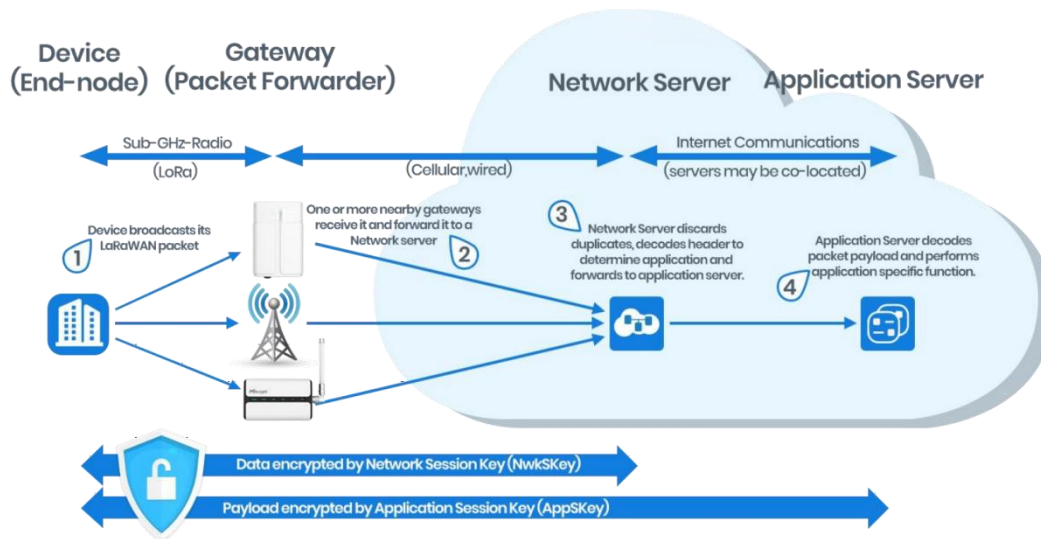 Device
(End-node)
Gateway
(Packet Forwarder)
Network Server
Application Server
Sub-GHz-Radio
(LoRa)
(Cellular,wired)
Internet Communications
(servers may be co-located)
1
Device broadcasts its
LaRaWAN packet
One or more nearby gateways
receive it and forward it to a
Network server
2
3
Network Server discards
duplicates, decodes header to
determine application and
forwards to application server.
4
Application Server decodes
packet payload and performs
application specific function.
Data encrypted by Network Session Key (NwkSKey)
Payload encrypted by Application Session Key (AppSKey)